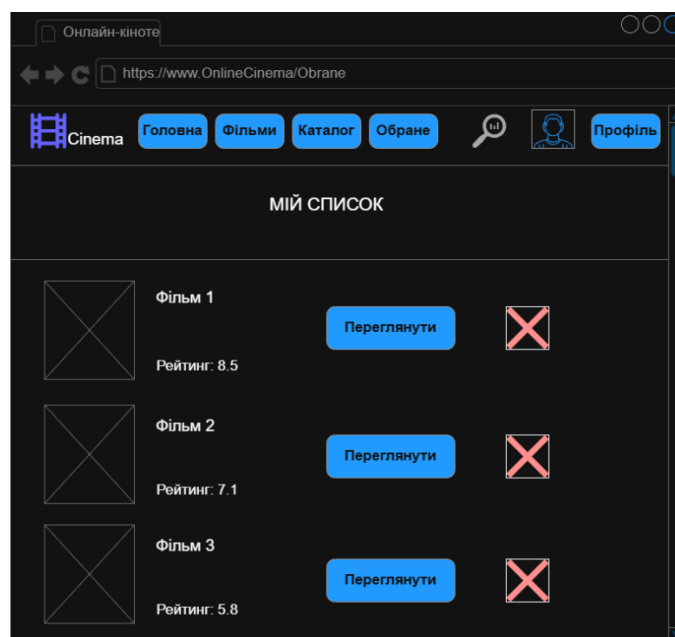 Онлайн-кіноте
https://www.OnlineCinema/Obrane
Cinema
Головна
Фільми
Каталог
Обране
Профіль
МІЙ СПИСОК
Фільм 1
Переглянути
Рейтинг: 8.5
Фільм 2
Переглянути
Рейтинг: 7.1
Фільм 3
Переглянути
Рейтинг: 5.8